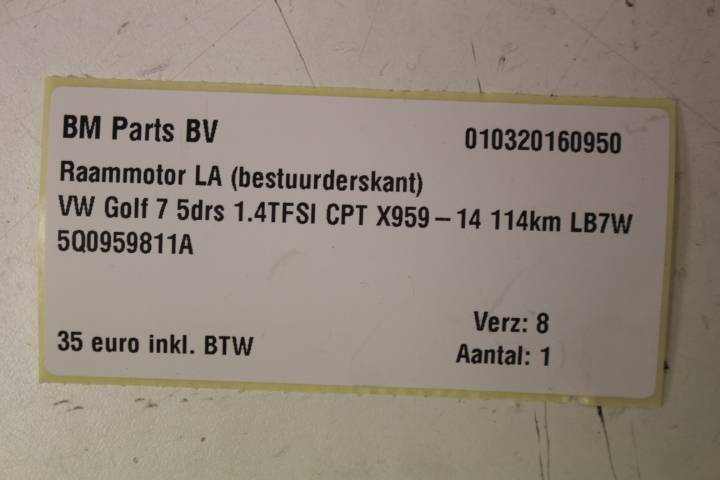 BM Parts BV 010320160950
Raammotor LA (bestuurderskant)
VW Golf 7 5drs 1.4TFSI CPT X959-14 114km LB7W
5Q0959811A
Verz: 8
35 euro inkl. BTW Aantal: 1